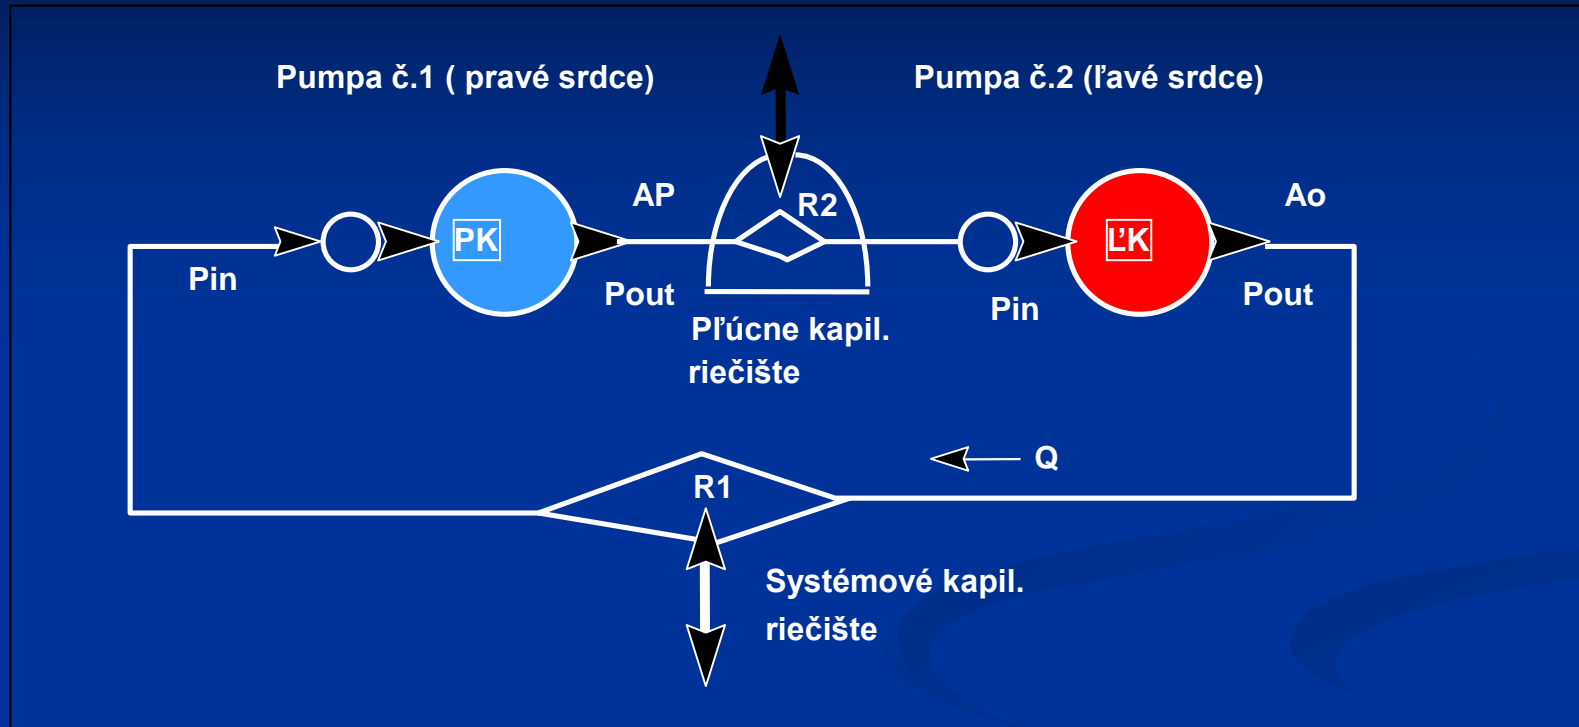 Pumpa č.1 ( pravé srdce)
Pumpa č.2 (ľavé srdce)
AP
R2
Ao
PK
ĽK
Pin
Pout
Pin
Pout
Pľúcne kapil.
riečište
Q
R1
Systémové kapil.
riečište